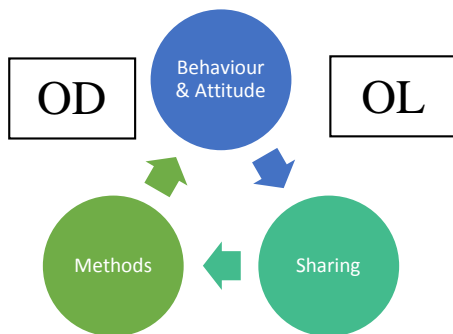 Behaviour
& Attitude
OD
OL
Methods
Sharing